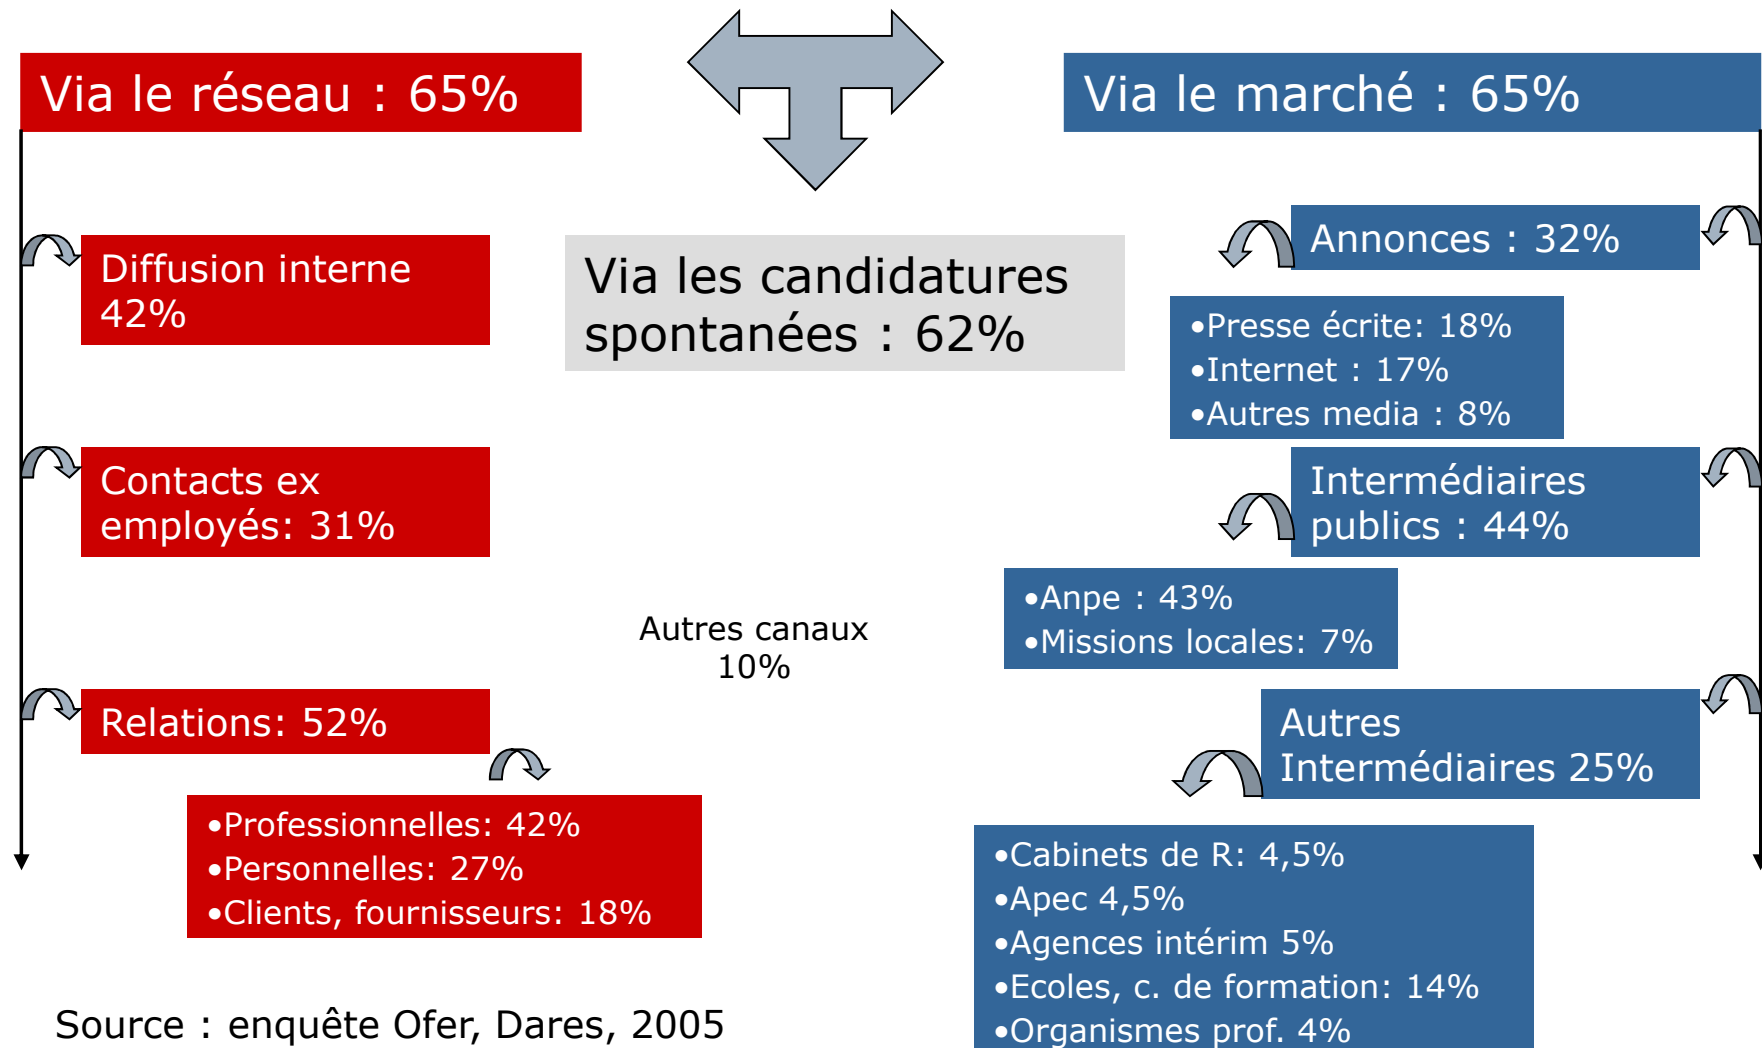 Via le réseau : 65%
Via le marché : 65%
Diffusion interne
42%
Contacts ex
employés: 31%
Relations: 52%
•Professionnelles: 42%
•Personnelles: 27%
•Clients, fournisseurs: 18%
Via les candidatures
spontanées : 62%
Autres canaux
10%
Annonces : 32%
•Presse écrite: 18%
•Internet : 17%
•Autres media : 8%
Intermédiaires
publics : 44%
•Anpe : 43%
•Missions locales: 7%
Autres
Intermédiaires 25%
•Cabinets de R: 4,5%
•Apec 4,5%
•Agences intérim 5%
•Ecoles, c. de formation: 14%
•Organismes prof. 4%
Source : enquête Ofer, Dares, 2005